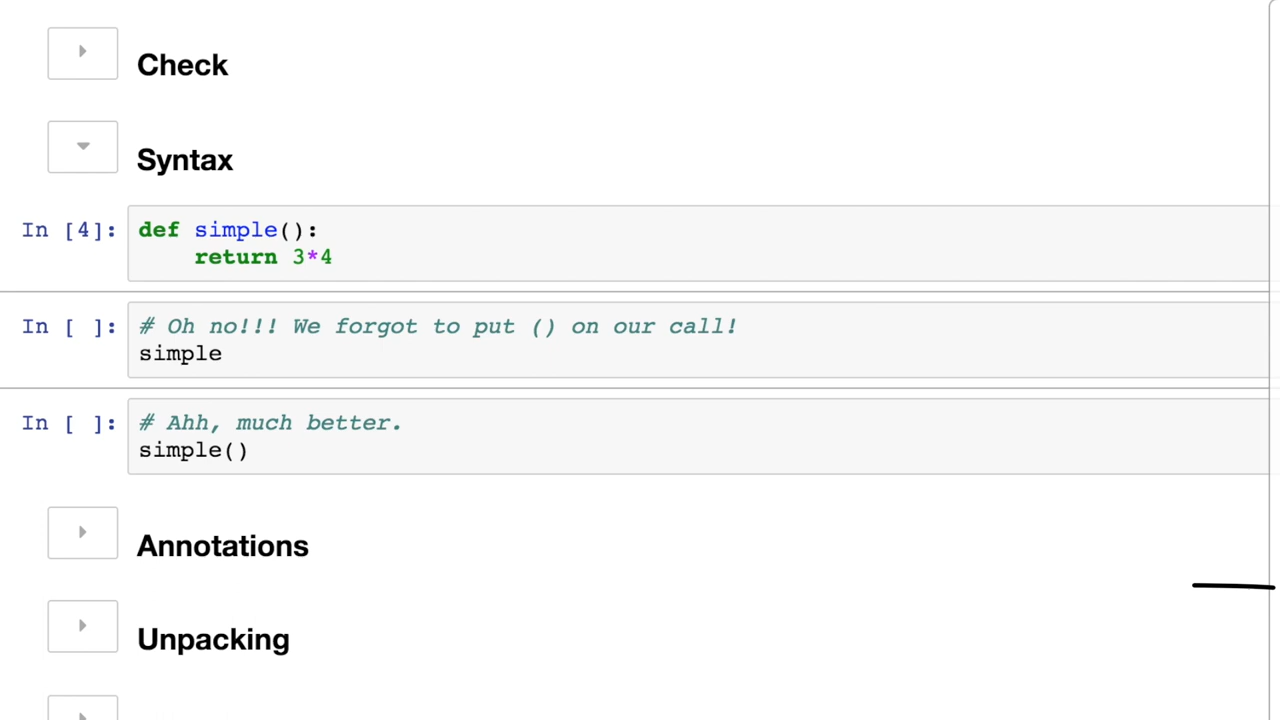 Check
Syntax
In [4]: def simple():
return 3*4
In [ ]: # Oh no!!! We forgot to put () on our call!
simple
In [ ]: # Ahh, much better.
simple()
Annotations
Unpacking